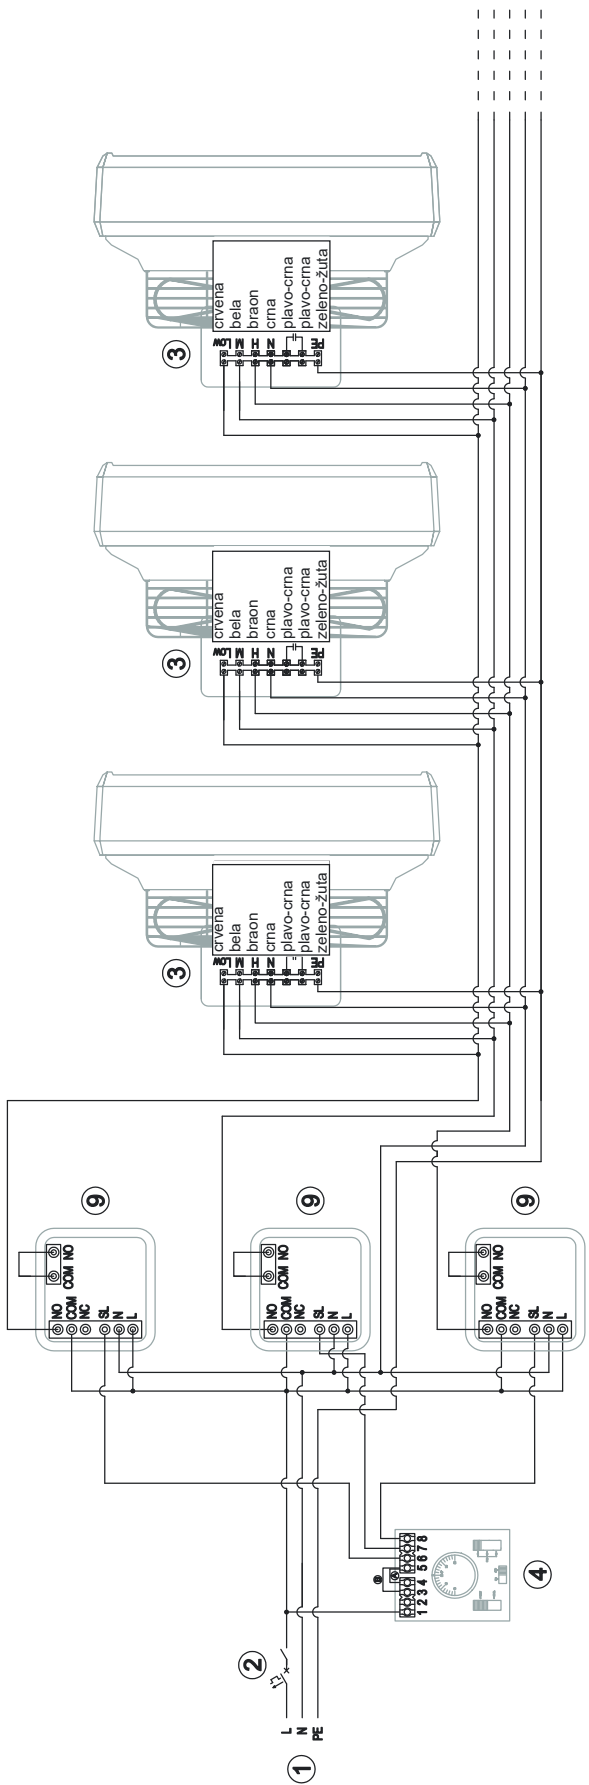 crvena
bela
braon
crna
plavo-crna
plavo-crna
zeleno-žuta
Low
M
H
N
PE
3
crvena
bela
braon
crna
plavo-crna
plavo-crna
zeleno-žuta
Low
M
H
N
PE
3
crvena
bela
braon
crna
plavo-crna
plavo-crna
zeleno-žuta
Low
M
H
N
PE
3
9
COM NO
NO
COM
NC
SL
N
L
9
COM NO
NO
COM
NC
SL
N
L
9
COM NO
NO
COM
NC
SL
N
L
1 2 3 4 5 6 7 8
B
A
4
2
L
N
PE
1